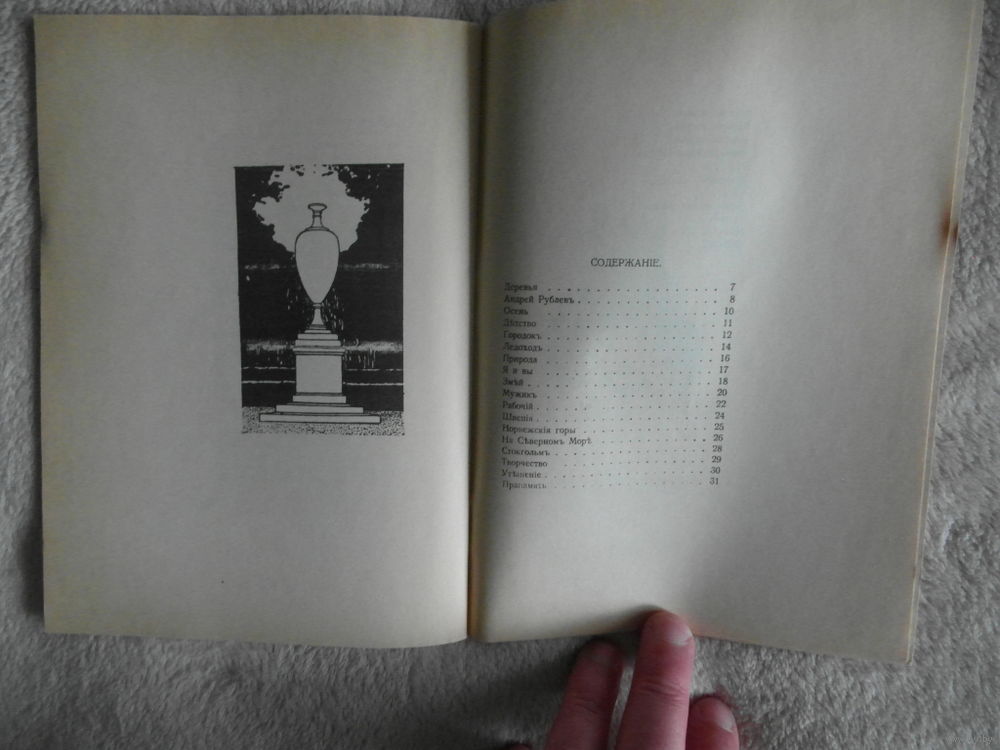 СОДЕРЖАНІЕ.
Деревья . . . . . . . . . . . . . . . 7
Андрей Рублевъ . . . . . . . . . . . . 8
Осень . . . . . . . . . . . . . . . 10
Дѣтство . . . . . . . . . . . . . . . 11
Городокъ . . . . . . . . . . . . . . . 12
Ледоходъ . . . . . . . . . . . . . . . 14
Природа . . . . . . . . . . . . . . . 16
Я и вы . . . . . . . . . . . . . . . 17
Змѣй . . . . . . . . . . . . . . . 18
Мужикъ . . . . . . . . . . . . . . . 20
Рабочій . . . . . . . . . . . . . . . 22
Швеція . . . . . . . . . . . . . . . 24
Норвежскія горы . . . . . . . . . . . . 25
На Сѣверномъ Морѣ . . . . . . . . . . . . 26
Стокгольмъ . . . . . . . . . . . . . . . 28
Творчество . . . . . . . . . . . . . . . 29
Утѣшеніе . . . . . . . . . . . . . . . 30
Прапамять . . . . . . . . . . . . . . . 31